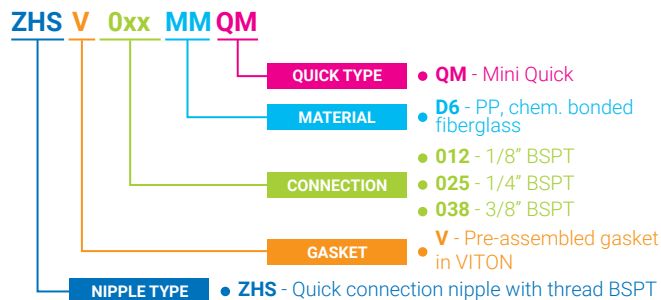 ZHS V 0xx MM QM
QUICK TYPE
QM - Mini Quick
MATERIAL
D6 - PP, chem. bonded
fiberglass
012 - 1/8” BSPT
CONNECTION
025 - 1/4” BSPT
038 - 3/8” BSPT
GASKET
V - Pre-assembled gasket
in VITON
NIPPLE TYPE
ZHS - Quick connection nipple with thread BSPT